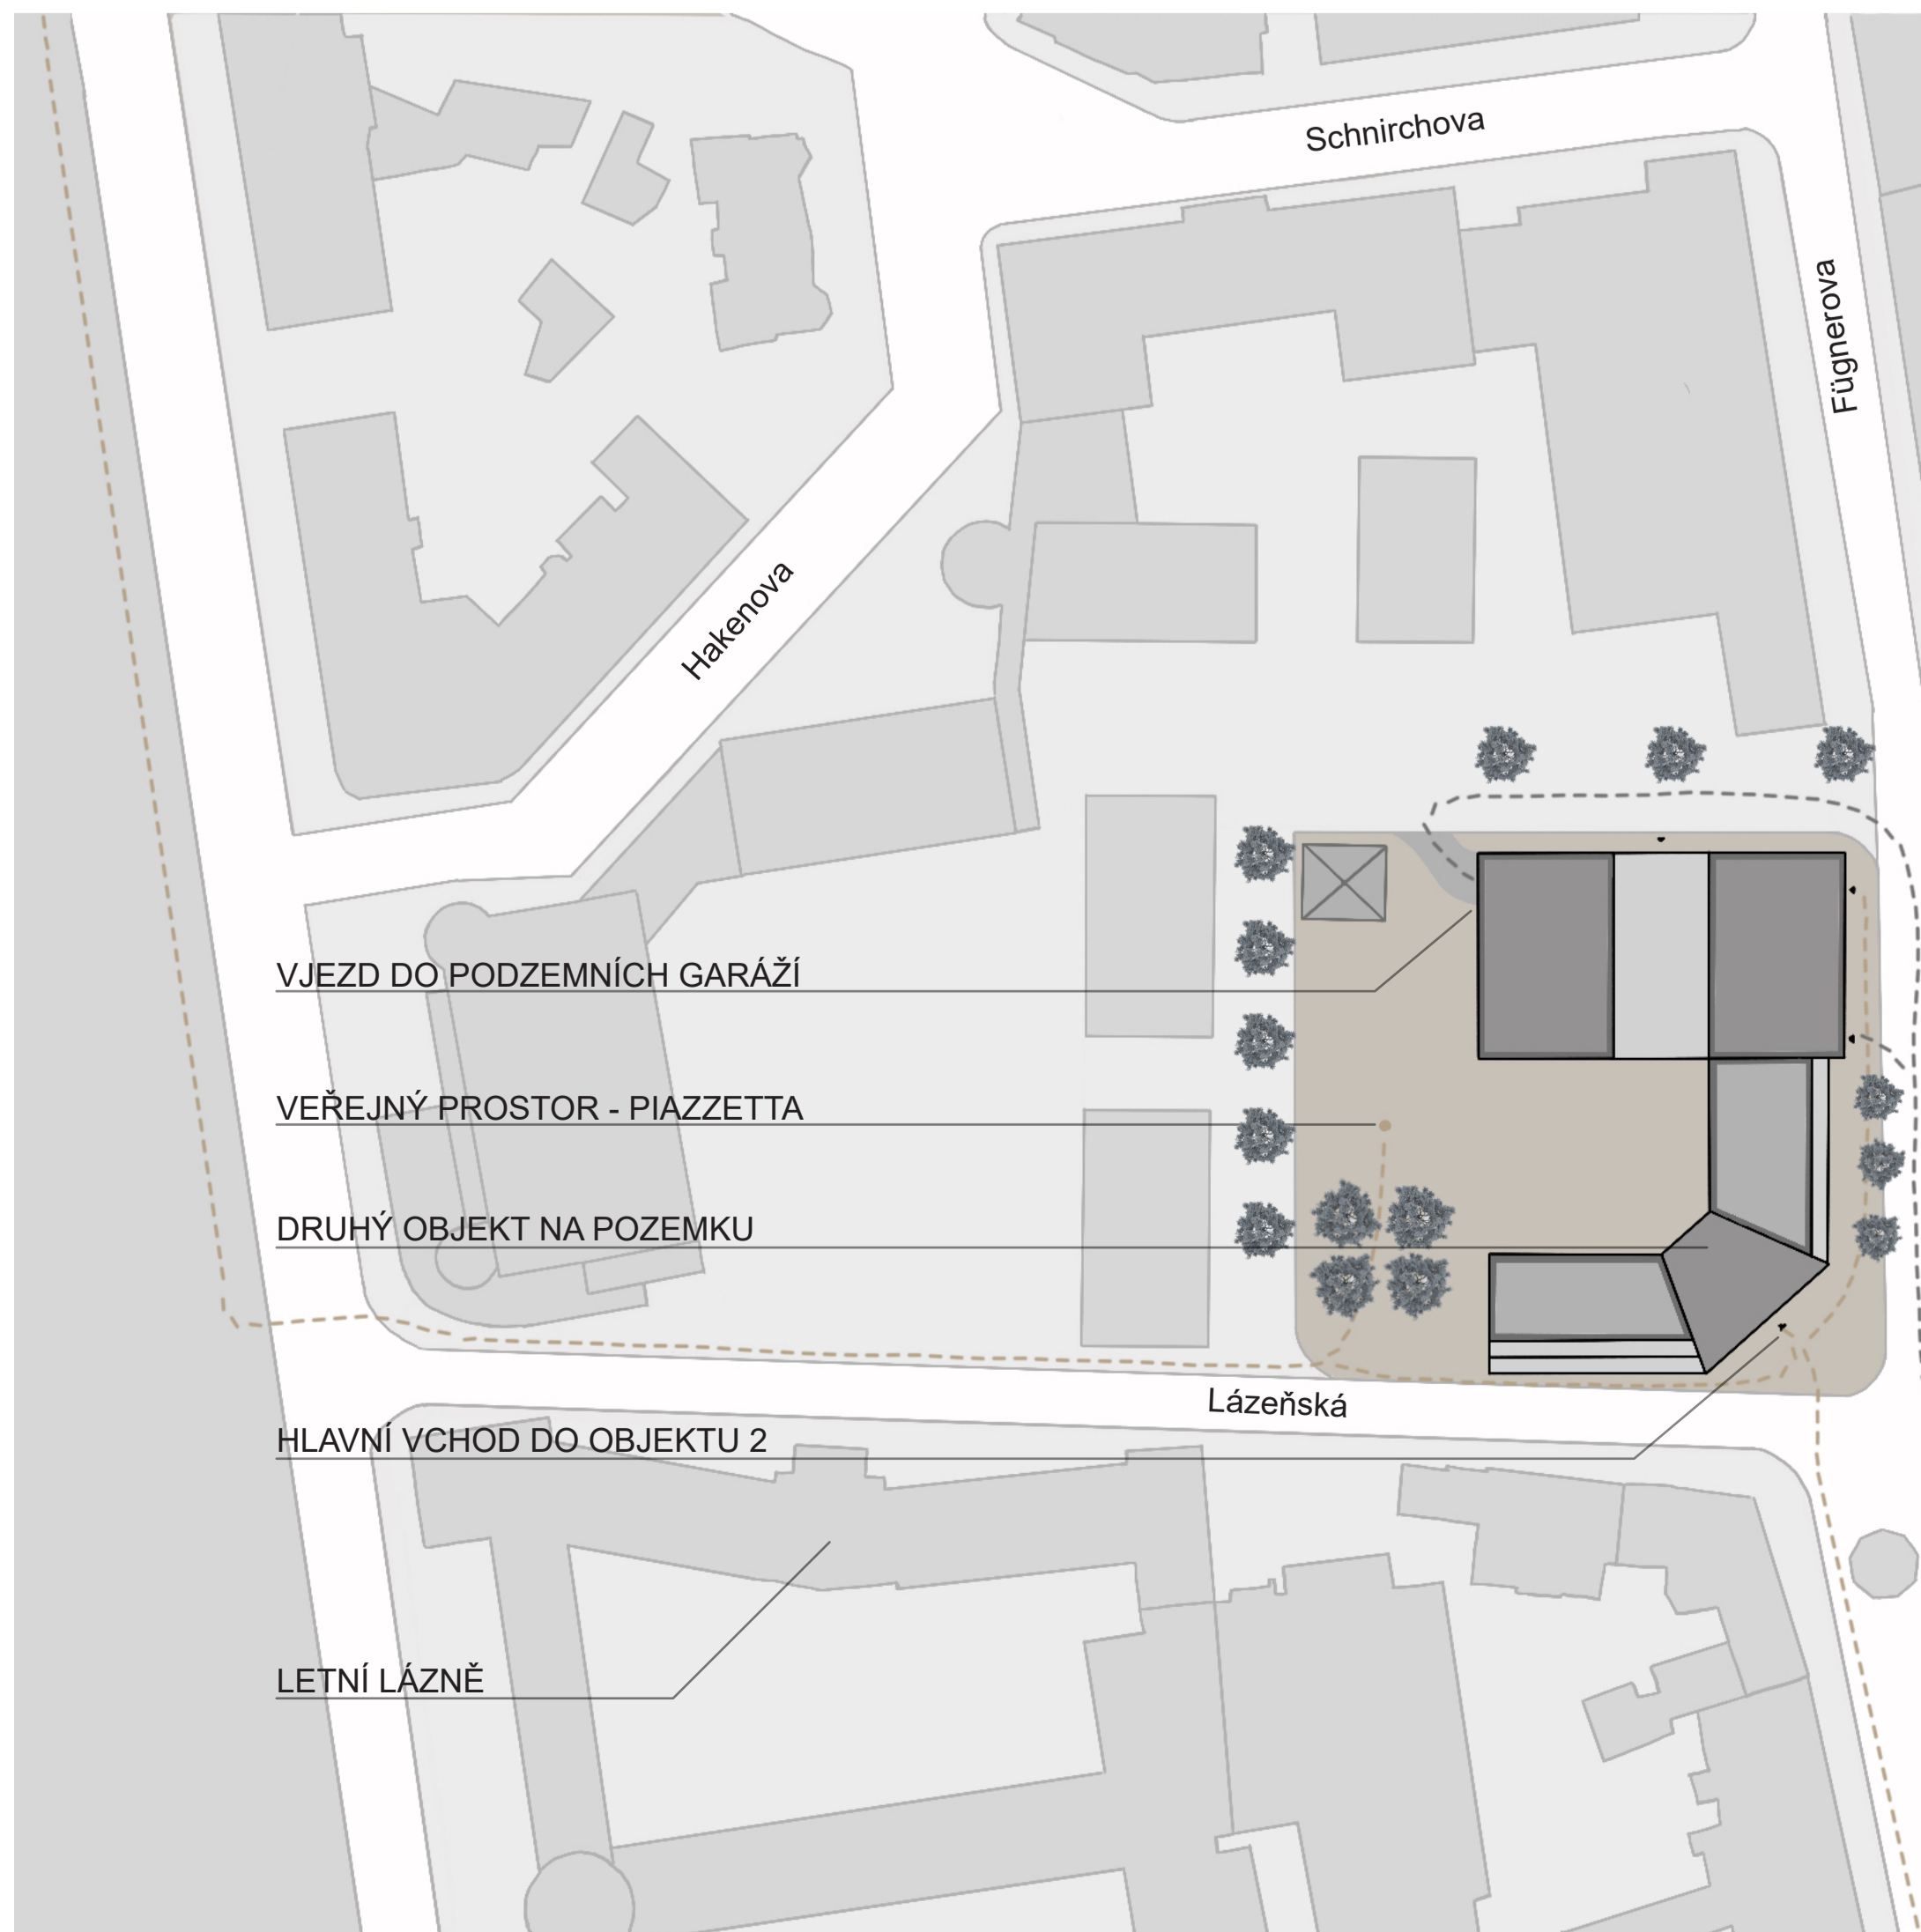 Schnirchova
Fügnerova
Hakenova
VJEZD DO PODZEMNÍCH GARÁŽÍ
VEŘEJNÝ PROSTOR - PIAZZETTA
DRUHÝ OBJEKT NA POZEMKU
Lázeňská
HLAVNÍ VCHOD DO OBJEKTU 2
LETNÍ LÁZNĚ